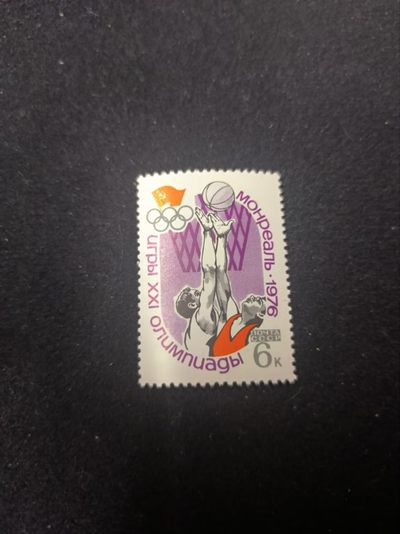 игры XXI олимпиады
монреаль · 1976
ПОЧТА
СССР
6к